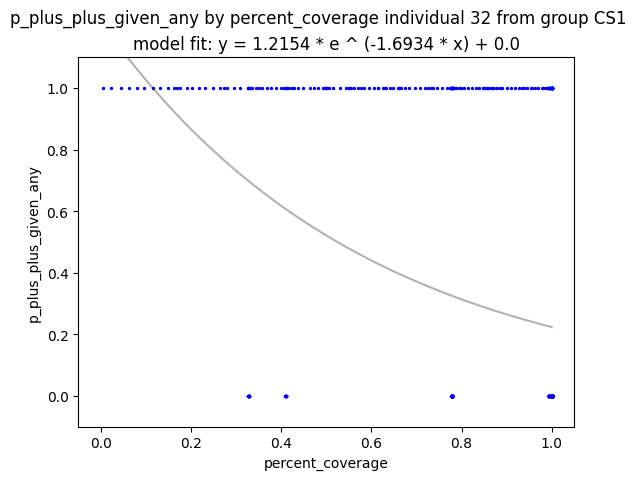 p_plus_plus_given_any by percent_coverage individual 32 from group CS1
model fit: y = 1.2154 * e ^ (-1.6934 * x) + 0.0
1.0
0.8
0.6
0.4
0.2
0.0
p_plus_plus_given_any
0.0 0.2 0.4 0.6 0.8 1.0
percent_coverage